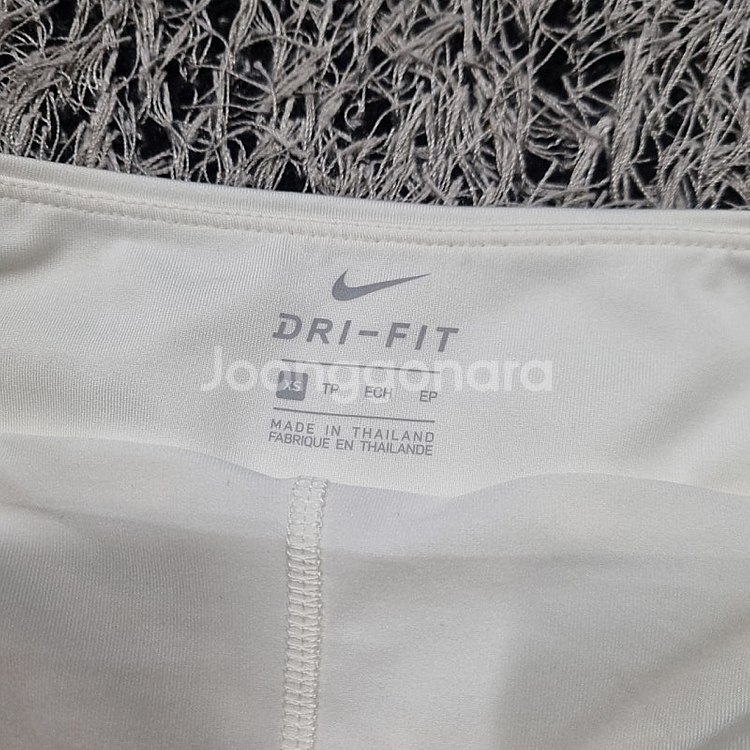 DRI-FIT
XS TP ECH EP
Joonggonara
MADE IN THAILAND
FABRIQUE EN THAILANDE